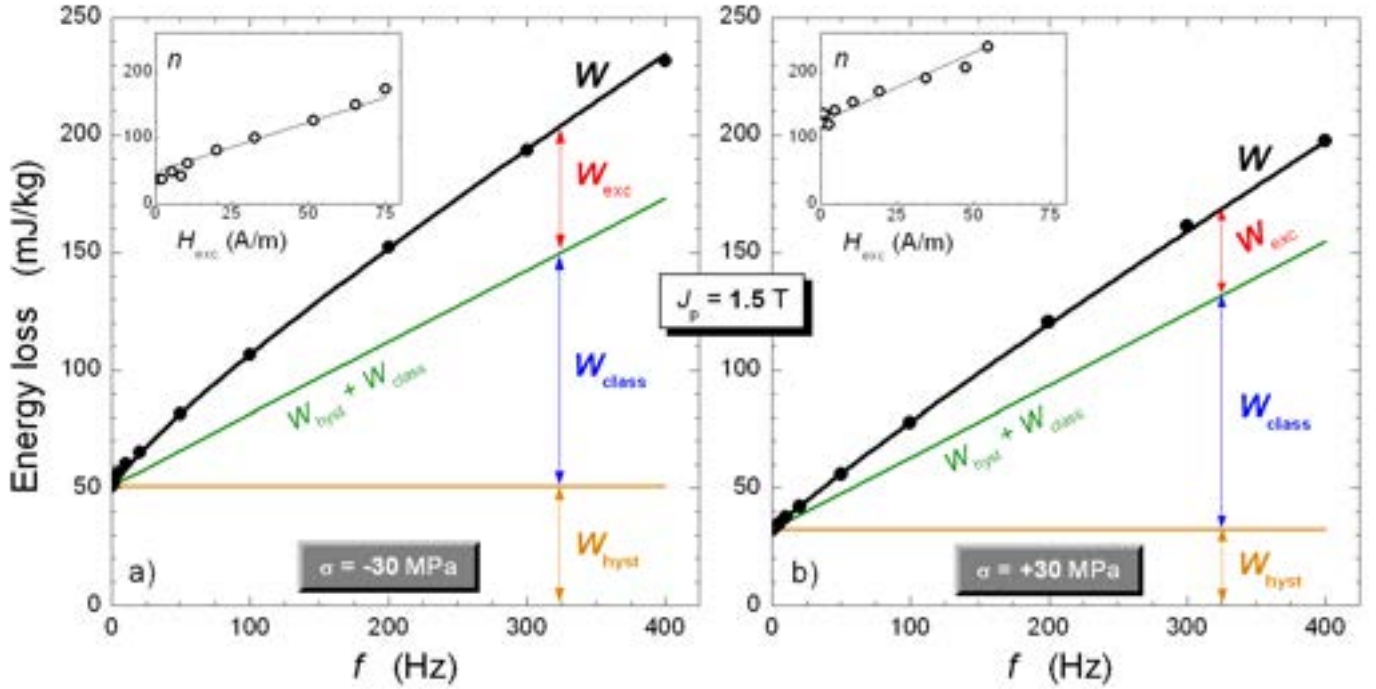 Energy loss (mJ/kg)
250
200
150
100
50
0
n
200
100
0
0 25 50 75
H_exc (A/m)
W
W_exc
W_class
W_hyst + W_class
W_hyst
a)
σ = -30 MPa
0 100 200 300 400
f (Hz)
J_p = 1.5 T
250
200
150
100
50
0
n
200
100
0
0 25 50 75
H_exc (A/m)
W
W_exc
W_class
W_hyst + W_class
W_hyst
b)
σ = +30 MPa
0 100 200 300 400
f (Hz)